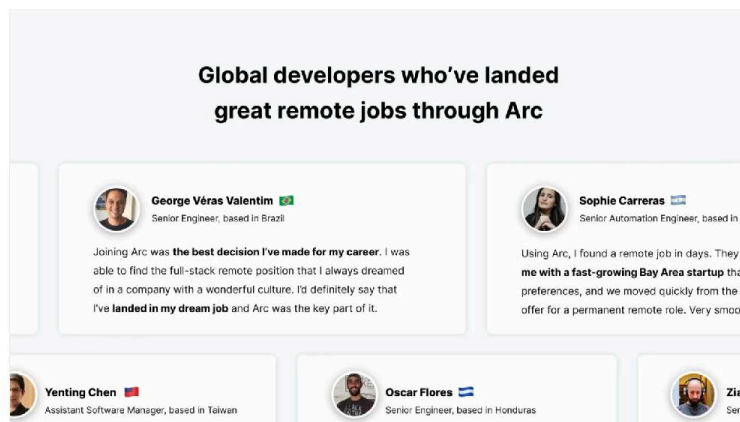 Global developers who’ve landed
great remote jobs through Arc
George Véras Valentim
Senior Engineer, based in Brazil
Joining Arc was the best decision I’ve made for my career. I was
able to find the full-stack remote position that I always dreamed
of in a company with a wonderful culture. I’d definitely say that
I’ve landed in my dream job and Arc was the key part of it.
Sophie Carreras
Senior Automation Engineer, based in
Using Arc, I found a remote job in days. They
me with a fast-growing Bay Area startup
preferences, and we moved quickly from the
offer for a permanent remote role. Very
Yenting Chen
Assistant Software Manager, based in Taiwan
Oscar Flores
Senior Engineer, based in Honduras